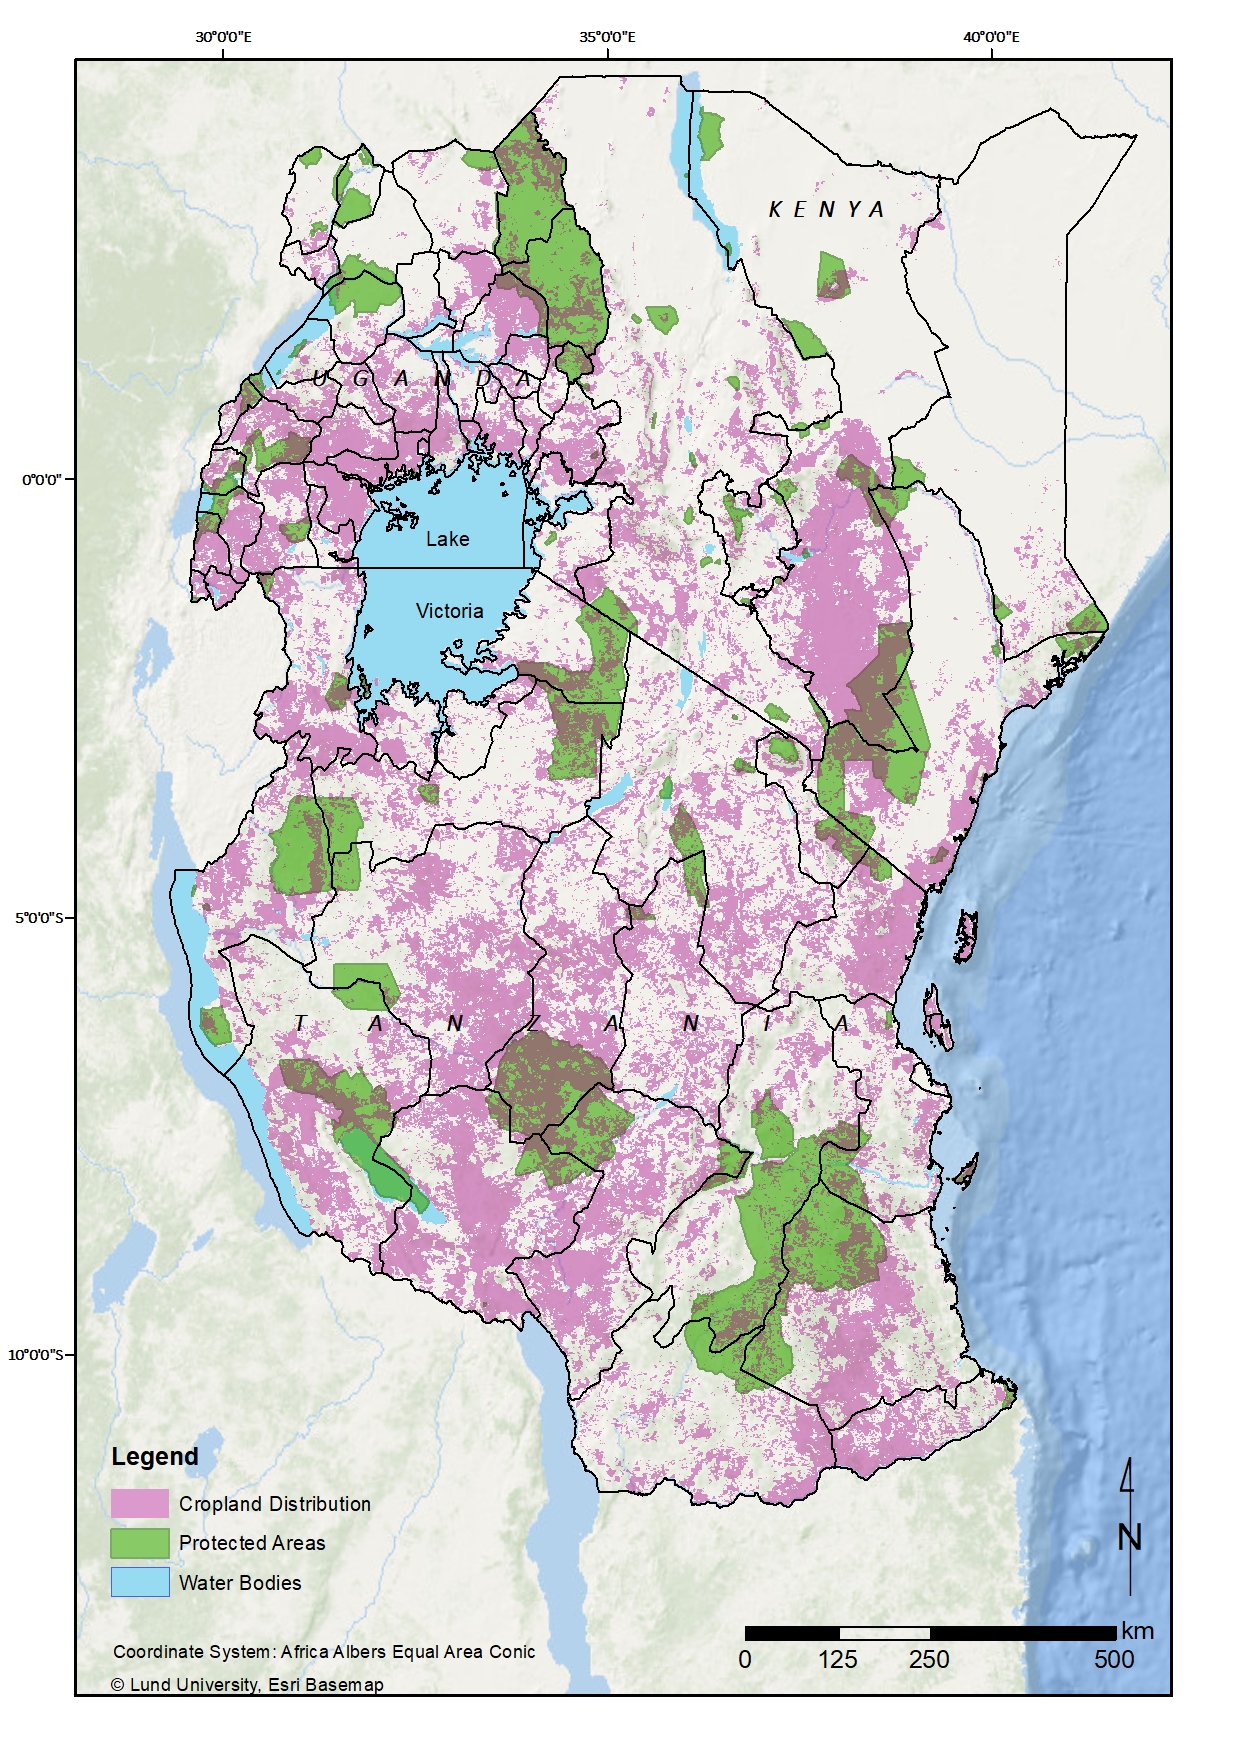 30°0'0"E
35°0'0"E
40°0'0"E
KENYA
UGANDA
0°0'0"
Lake
Victoria
5°0'0"S
TANZANIA
10°0'0"S
Legend
Cropland Distribution
Protected Areas
Water Bodies
N
km
0 125 250 500
Coordinate System: Africa Albers Equal Area Conic
© Lund University, Esri Basemap